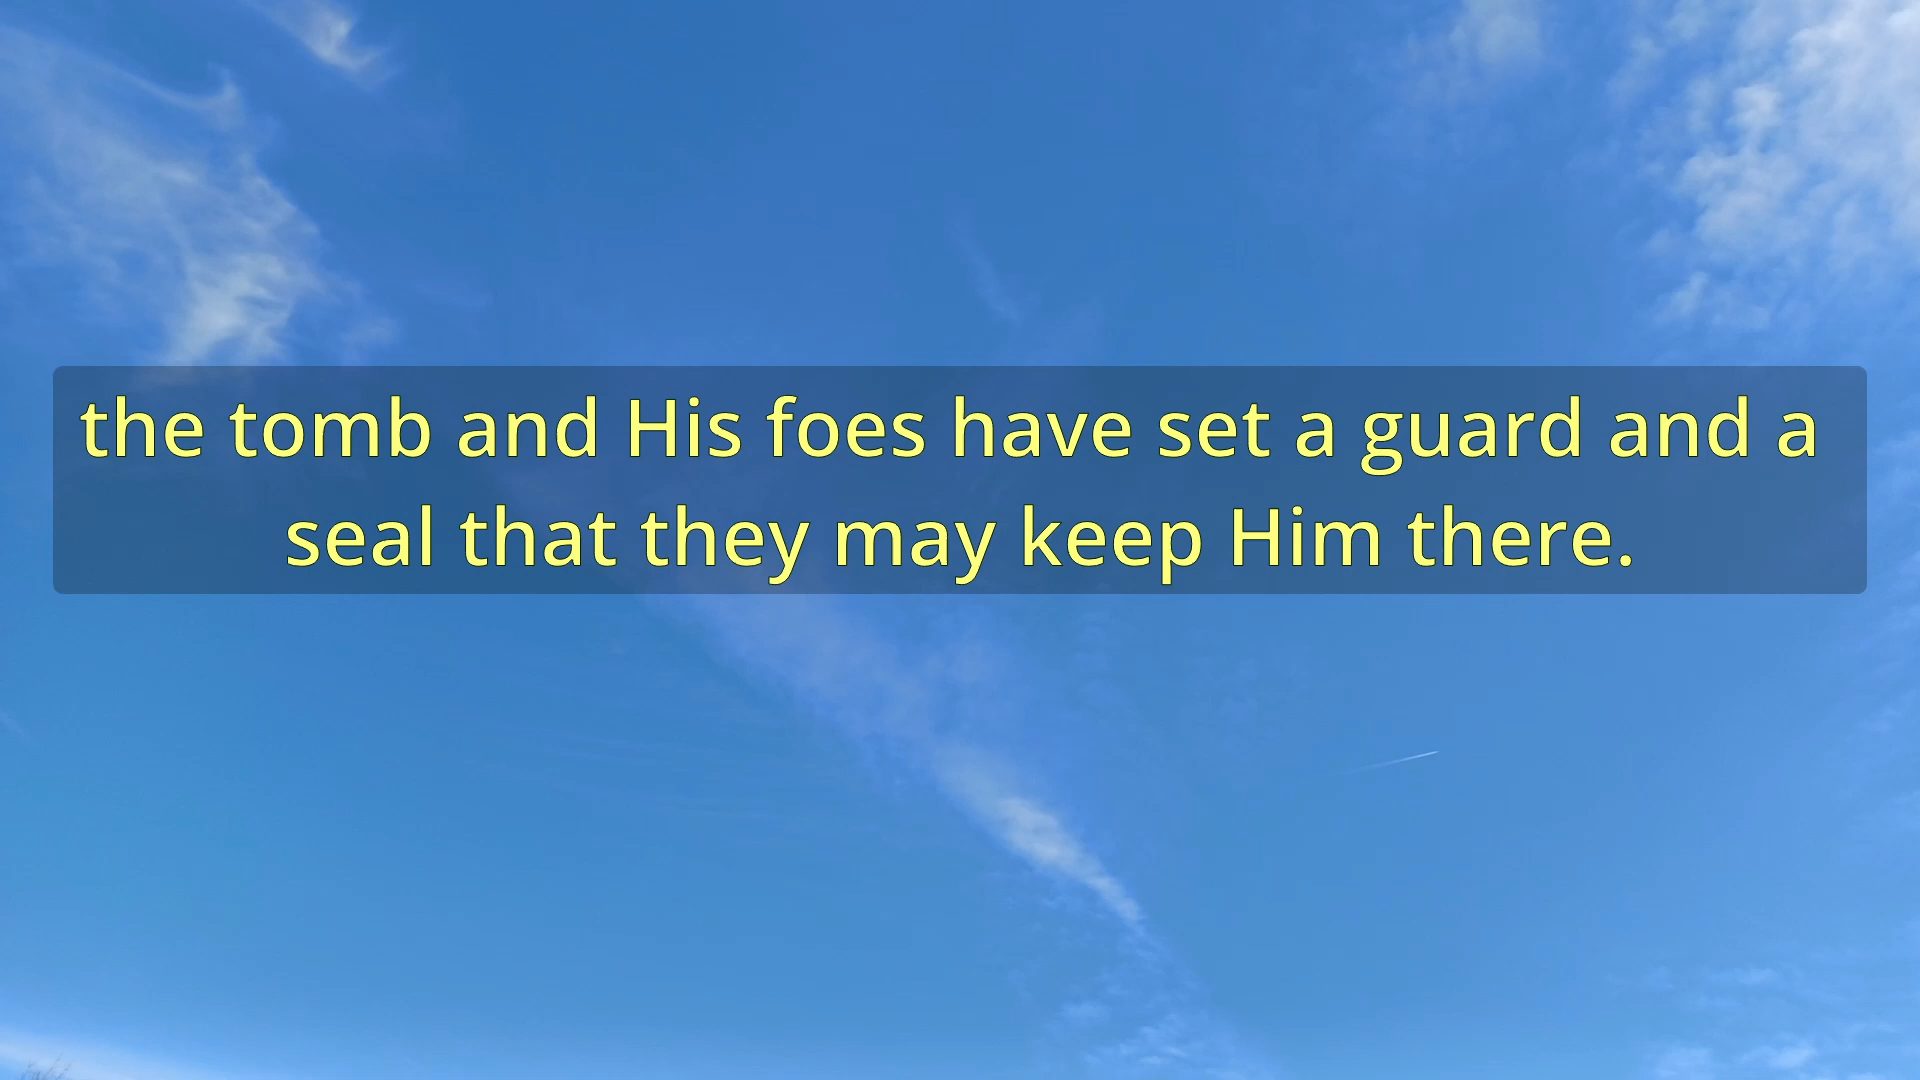 the tomb and His foes have set a guard and a
seal that they may keep Him there.